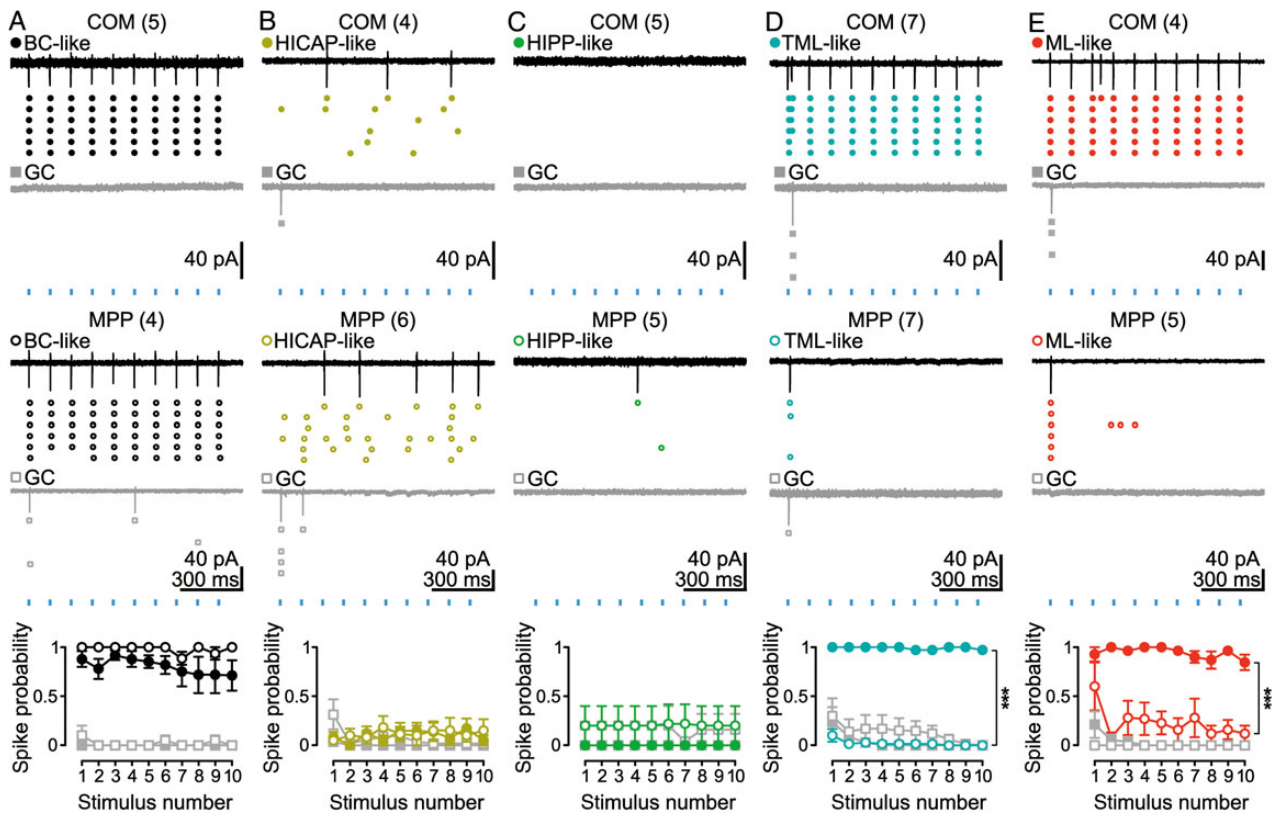 A
COM (5)
BC-like
GC
40 pA
MPP (4)
BC-like
GC
40 pA
300 ms
Spike probability
1
0.5
0
1 2 3 4 5 6 7 8 9 10
Stimulus number
B
COM (4)
HICAP-like
GC
40 pA
MPP (6)
HICAP-like
GC
40 pA
300 ms
Spike probability
1
0.5
0
1 2 3 4 5 6 7 8 9 10
Stimulus number
C
COM (5)
HIPP-like
GC
40 pA
MPP (5)
HIPP-like
GC
40 pA
300 ms
Spike probability
1
0.5
0
1 2 3 4 5 6 7 8 9 10
Stimulus number
D
COM (7)
TML-like
GC
40 pA
MPP (7)
TML-like
GC
40 pA
300 ms
Spike probability
1
0.5
0
1 2 3 4 5 6 7 8 9 10
Stimulus number
***
E
COM (4)
ML-like
GC
40 pA
MPP (5)
ML-like
GC
40 pA
300 ms
Spike probability
1
0.5
0
1 2 3 4 5 6 7 8 9 10
Stimulus number
***